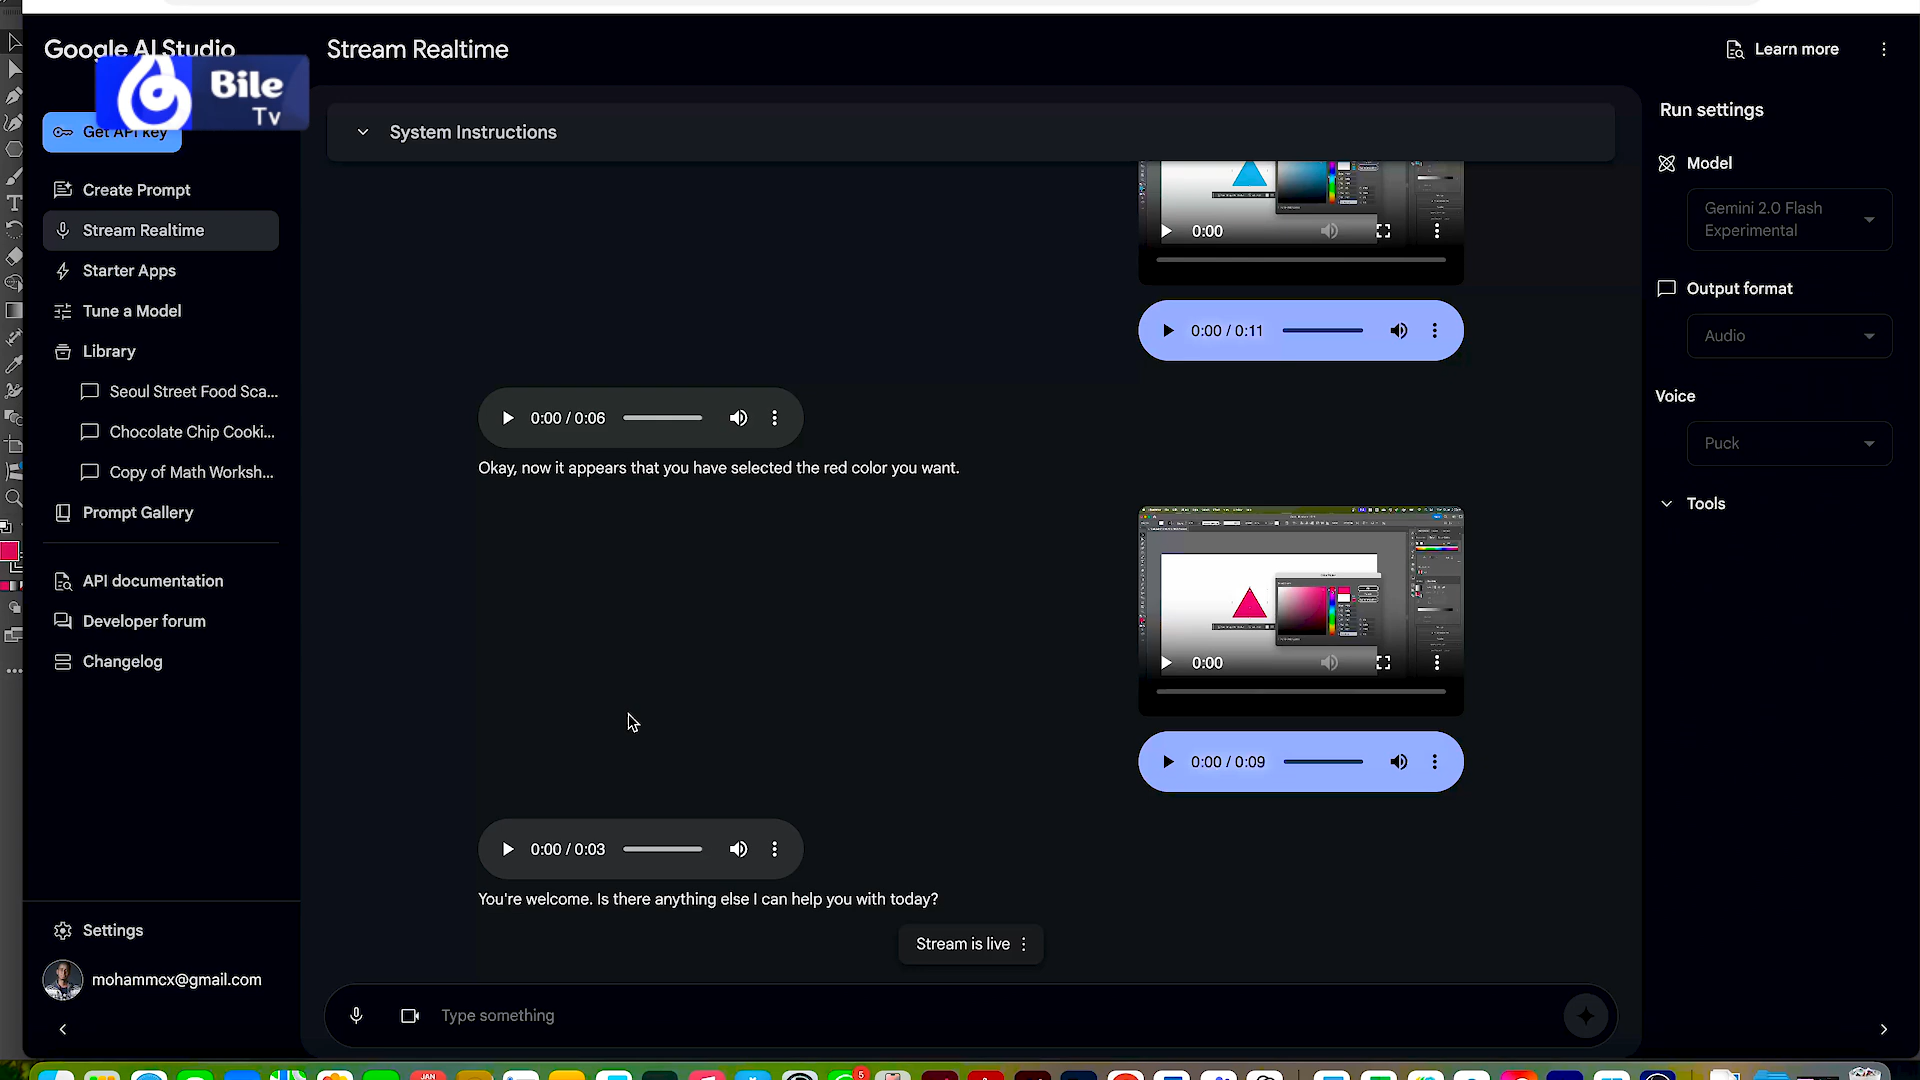 Google AI Studio
Bile
Tv
Get API key
Create Prompt
Stream Realtime
Starter Apps
Tune a Model
Library
Seoul Street Food Sca...
Chocolate Chip Cooki...
Copy of Math Worksh...
Prompt Gallery
API documentation
Developer forum
Changelog
Settings
mohammcx@gmail.com
Stream Realtime
Learn more
System Instructions
0:00
0:00 / 0:11
0:00 / 0:06
Okay, now it appears that you have selected the red color you want.
0:00
0:00 / 0:09
0:00 / 0:03
You're welcome. Is there anything else I can help you with today?
Stream is live
Type something
Run settings
Model
Gemini 2.0 Flash
Experimental
Output format
Audio
Voice
Puck
Tools
JAN
5